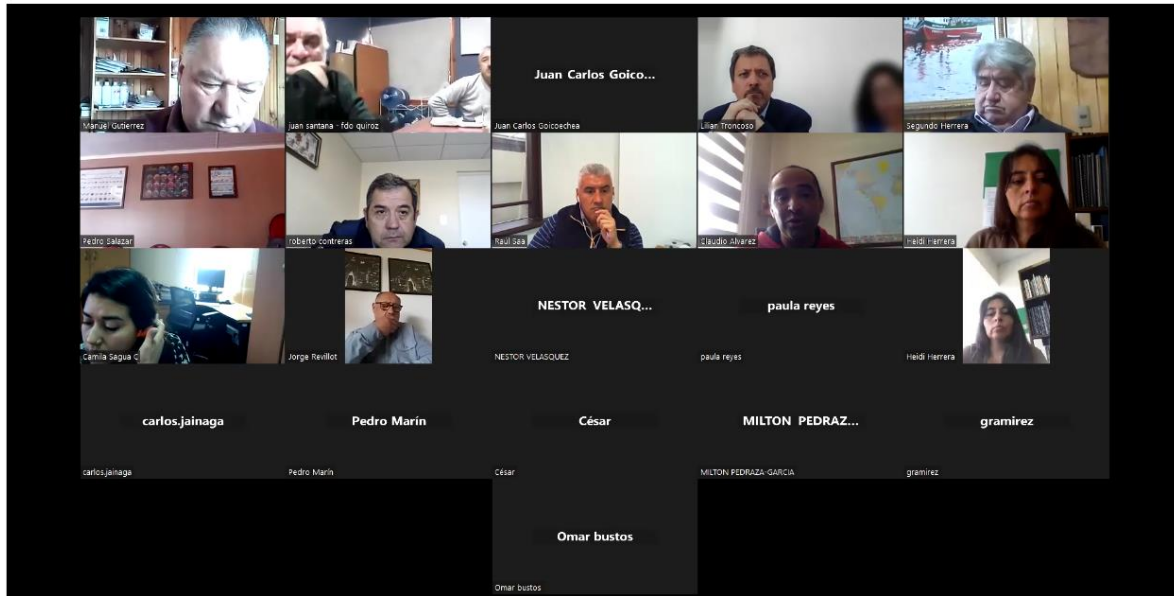 Manuel Gutierrez
juan santana - fdo quiroz
Juan Carlos Goico...
Juan Carlos Goicoechea
Lilian Troncoso
Segundo Herrera
Pedro Salazar
roberto contreras
Raúl Saa
Claudio Alvarez
Heidi Herrera
Camila Sagua C
Jorge Revillot
NESTOR VELASQ...
NESTOR VELASQUEZ
paula reyes
paula reyes
Heidi Herrera
carlos.jainaga
carlos.jainaga
Pedro Marín
Pedro Marín
César
César
MILTON PEDRAZ...
MILTON PEDRAZA-GARCIA
gramirez
gramirez
Omar bustos
Omar bustos